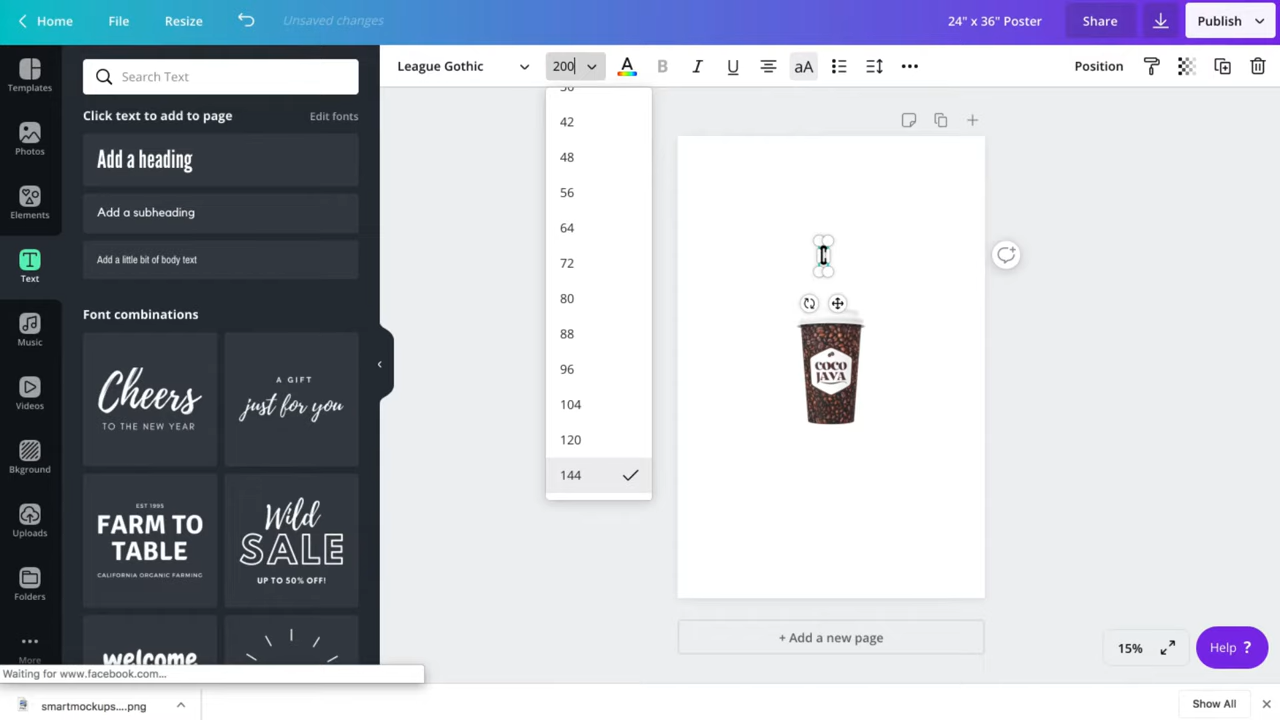 Home File Resize Unsaved changes 24" x 36" Poster Share Publish
League Gothic 200 A B I U aA Position
Templates
Photos
Elements
Text
Music
Videos
Bkground
Uploads
Folders
More
Search Text
Click text to add to page Edit fonts
Add a heading
Add a subheading
Add a little bit of body text
Font combinations
Cheers
TO THE NEW YEAR
A GIFT
just for you
EST 1995
FARM TO
TABLE
CALIFORNIA ORGANIC FARMING
Wild
SALE
UP TO 50% OFF!
welcome
42
48
56
64
72
80
88
96
104
120
144
C
COCO
JAVA
+ Add a new page
15% Help ?
Waiting for www.facebook.com...
smartmockups....png Show All